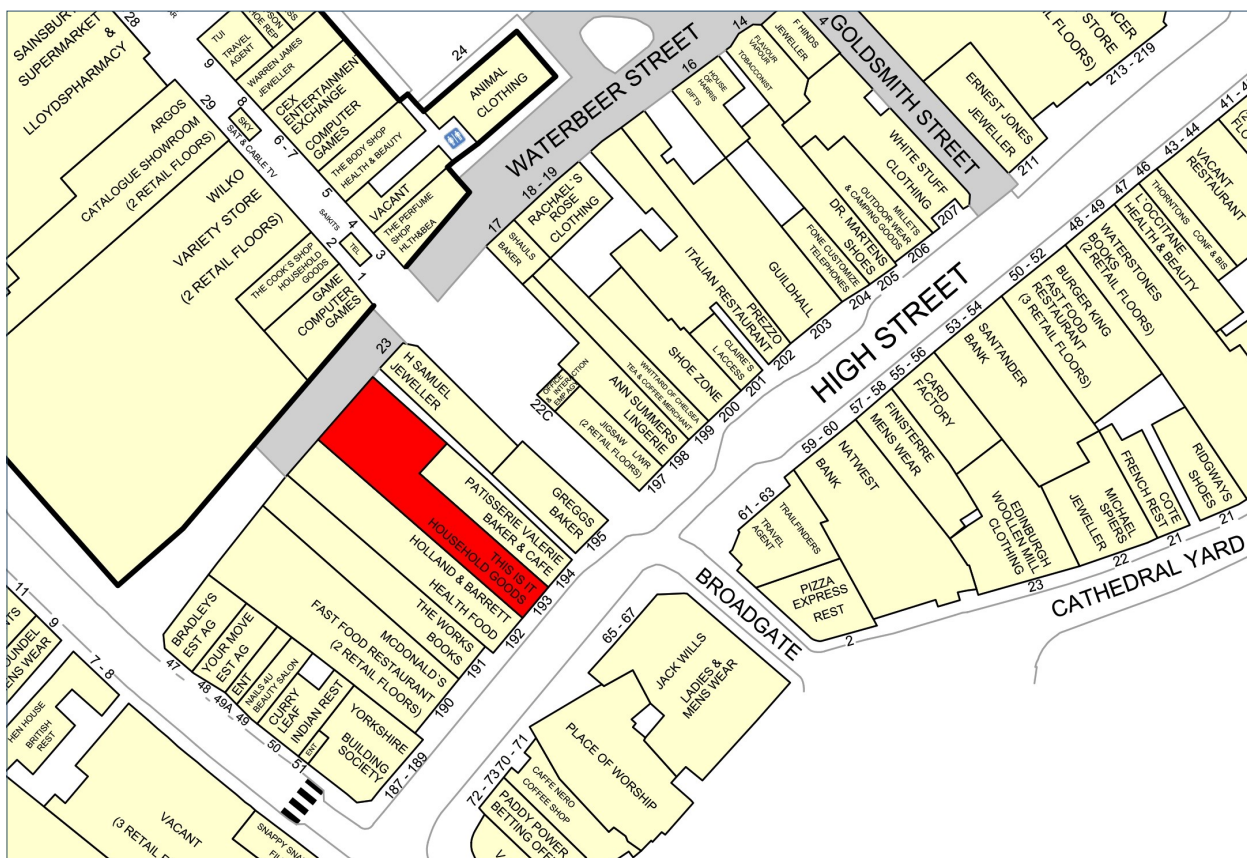 SAINSBURY
SUPERMARKET
&
LLOYDSPHARMACY
28
TUI
TRAVEL
AGENT
9
WARREN JAMES
JEWELLER
8
SKY
SAT & CABLE TV
CEX
ENTERTAINMEN
EXCHANGE
COMPUTER
GAMES
6 - 7
THE BODY SHOP
HEALTH & BEAUTY
5
VACANT
4
THE PERFUME
SHOP
HLTH&BEA
3
SAIKITS
TEL
2
1
ARGOS
CATALOGUE SHOWROOM
(2 RETAIL FLOORS)
29
WILKO
VARIETY STORE
(2 RETAIL FLOORS)
THE COOK'S SHOP
HOUSEHOLD
GOODS
GAME
COMPUTER
GAMES
24
ANIMAL
CLOTHING
WATERBEER STREET
14
16
17
18 - 19
GOLDSMITH STREET
4
F HINDS
JEWELLER
FLAVOUR
VAPOUR
TOBACCONIST
HOUSE
OF
HARRIS
GIFTS
STORE
213 - 219
ERNEST JONES
JEWELLER
211
WHITE STUFF
CLOTHING
207
MILLETS
OUTDOOR WEAR
& CAMPING GOODS
206
DR. MARTENS
SHOES
205
FONE CUSTOMIZE
TELEPHONES
204
GUILDHALL
203
PREZZO
ITALIAN RESTAURANT
202
CLAIRE'S
L ACCESS
201
SHOE ZONE
200
WHITTARD OF CHELSEA
TEA & COFFEE MERCHANT
199
ANN SUMMERS
LINGERIE
198
JIGSAW L/WR
(2 RETAIL FLOORS)
197
SHAULS
BAKER
RACHAEL`S
ROSE
CLOTHING
OFFICE
&
INTERACTION
EMP AG
22C
HIGH STREET
23
H SAMUEL
JEWELLER
GREGGS
BAKER
195
PATISSERIE VALERIE
BAKER & CAFE
194
THIS IS IT
HOUSEHOLD GOODS
193
HOLLAND & BARRETT
HEALTH FOOD
192
THE WORKS
BOOKS
191
MCDONALD`S
FAST FOOD RESTAURANT
(2 RETAIL FLOORS)
190
YORKSHIRE
BUILDING
SOCIETY
187 - 189
BRADLEYS
EST AG
47
YOUR MOVE
EST AG
48
ENT
49A
NAILS 4U
BEAUTY SALON
49
CURRY
LEAF
INDIAN REST
50
ENT
51
11
9
7 - 8
HEN HOUSE
BRITISH
REST
VACANT
41 - 4
VACANT
RESTAURANT
43 - 44
THORNTONS
CONF & BIS
46
L`OCCITANE
HEALTH & BEAUTY
47
WATERSTONES
BOOKS
(2 RETAIL FLOORS)
48 - 49
BURGER KING
FAST FOOD
RESTAURANT
(3 RETAIL FLOORS)
50 - 52
SANTANDER
BANK
53 - 54
CARD
FACTORY
55 - 56
FINISTERRE
MENS WEAR
57 - 58
NATWEST
BANK
59 - 60
TRAILFINDERS
TRAVEL
AGENT
61 - 63
PIZZA
EXPRESS
REST
2
EDINBURGH
WOOLLEN MILL
CLOTHING
23
MICHAEL
SPIERS
JEWELLER
22
COTE
FRENCH REST
21
RIDGWAYS
SHOES
21
CATHEDRAL YARD
BROADGATE
65 - 67
JACK WILLS
LADIES &
MENS WEAR
PLACE OF WORSHIP
70 - 71
CAFFE NERO
COFFEE SHOP
72 - 73
PADDY POWER
BETTING OFF